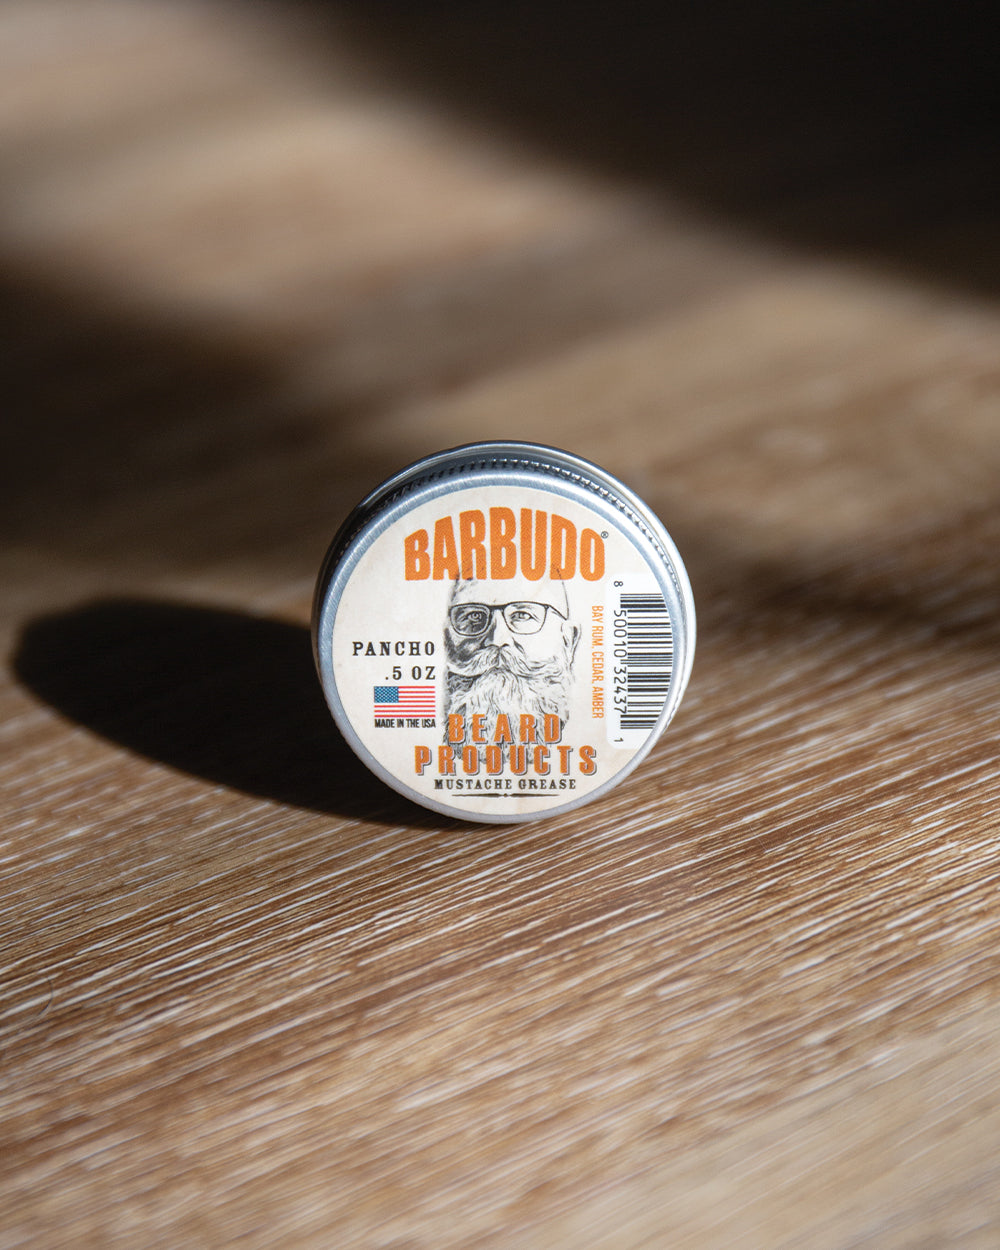 BARBUDO®
PANCHO
.5 OZ
MADE IN THE USA
BEARD
PRODUCTS
MUSTACHE GREASE
BAY RUM, CEDAR, AMBER
8 50010 32437 1